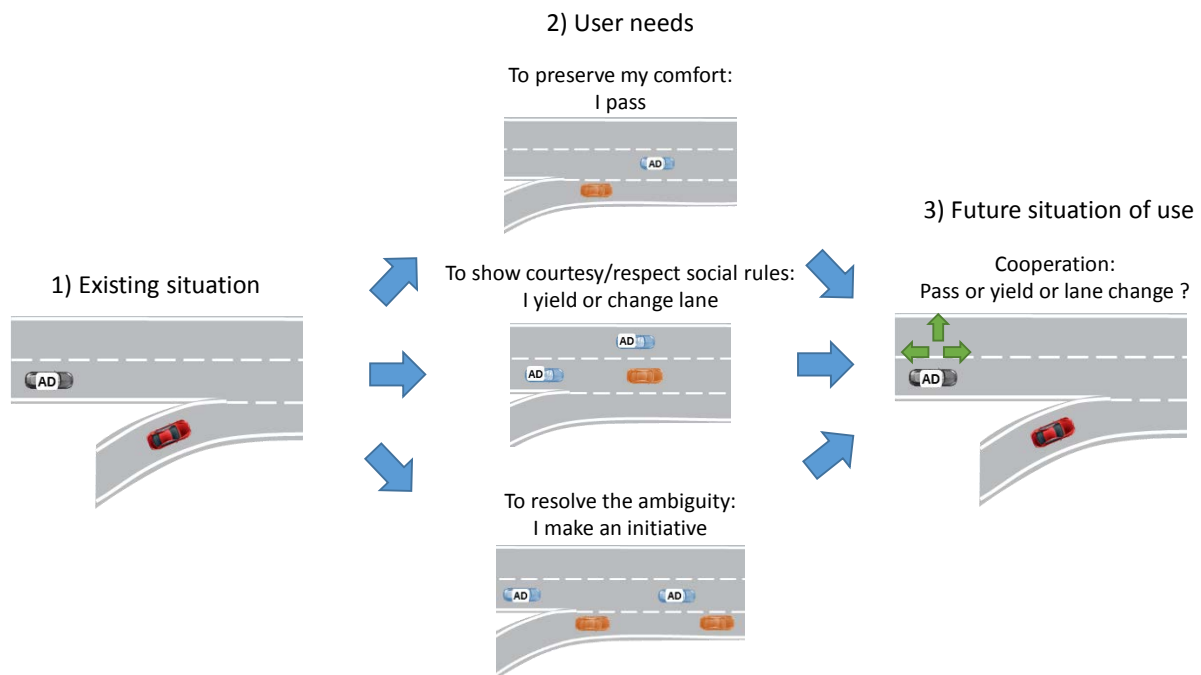 2) User needs
To preserve my comfort:
I pass
AD
3) Future situation of use
1) Existing situation
To show courtesy/respect social rules:
I yield or change lane
Cooperation:
Pass or yield or lane change ?
AD
AD
AD
AD
To resolve the ambiguity:
I make an initiative
AD
AD